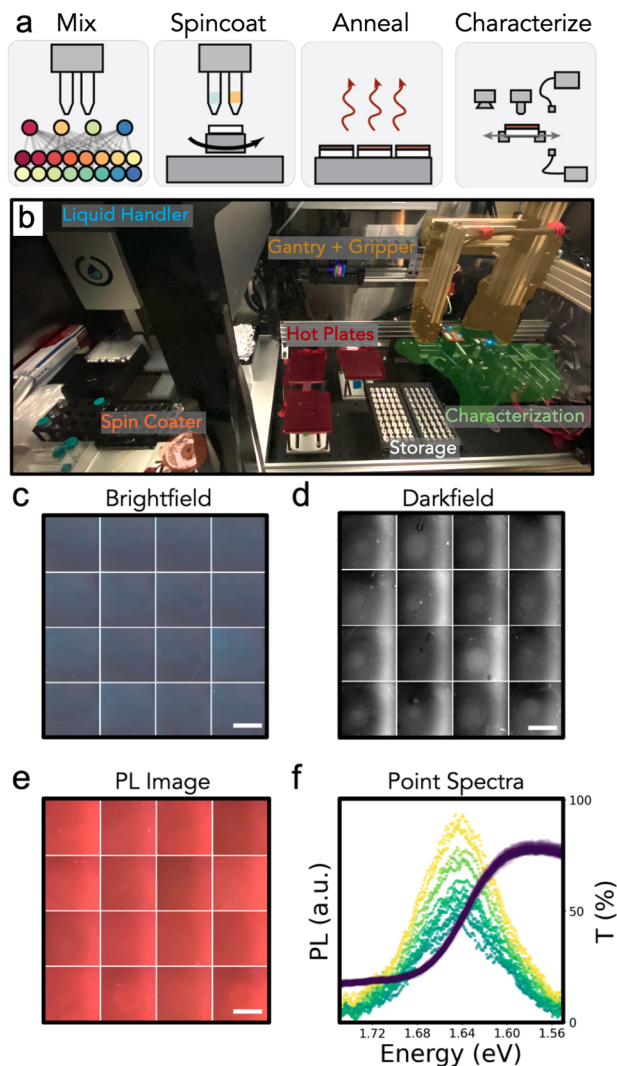 a
Mix
Spincoat
Anneal
Characterize
b
Liquid Handler
Gantry + Gripper
Hot Plates
Characterization
Spin Coater
Storage
c
Brightfield
d
Darkfield
e
PL Image
f
Point Spectra
PL (a.u.)
100
50
0
T (%)
1.72
1.68
1.64
1.60
1.56
Energy (eV)